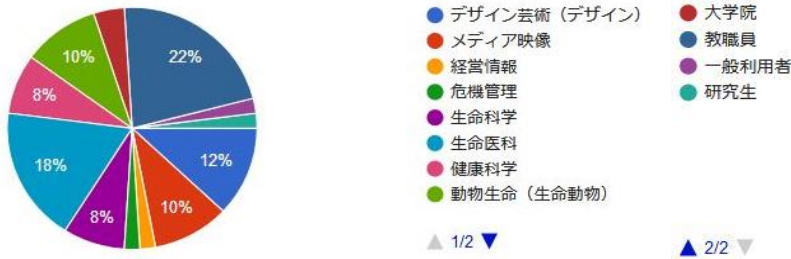 22%
10%
8%
18%
8%
10%
12%
デザイン芸術（デザイン）
メディア映像
経営情報
危機管理
生命科学
生命医科
健康科学
動物生命（生命動物）
1/2
大学院
教職員
一般利用者
研究生
2/2